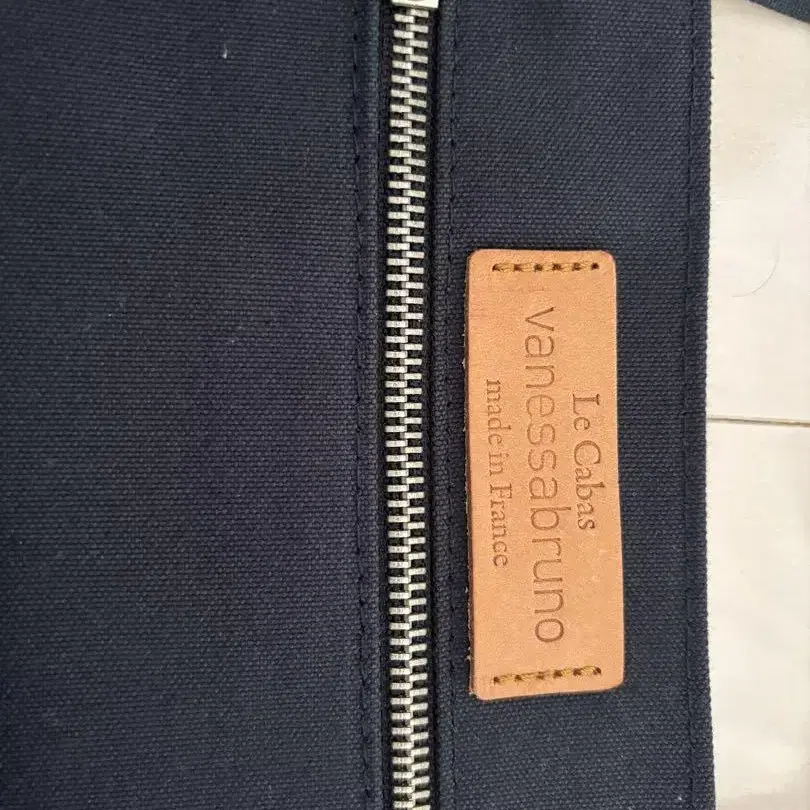 Le Cabas
vanessabruno
made in France